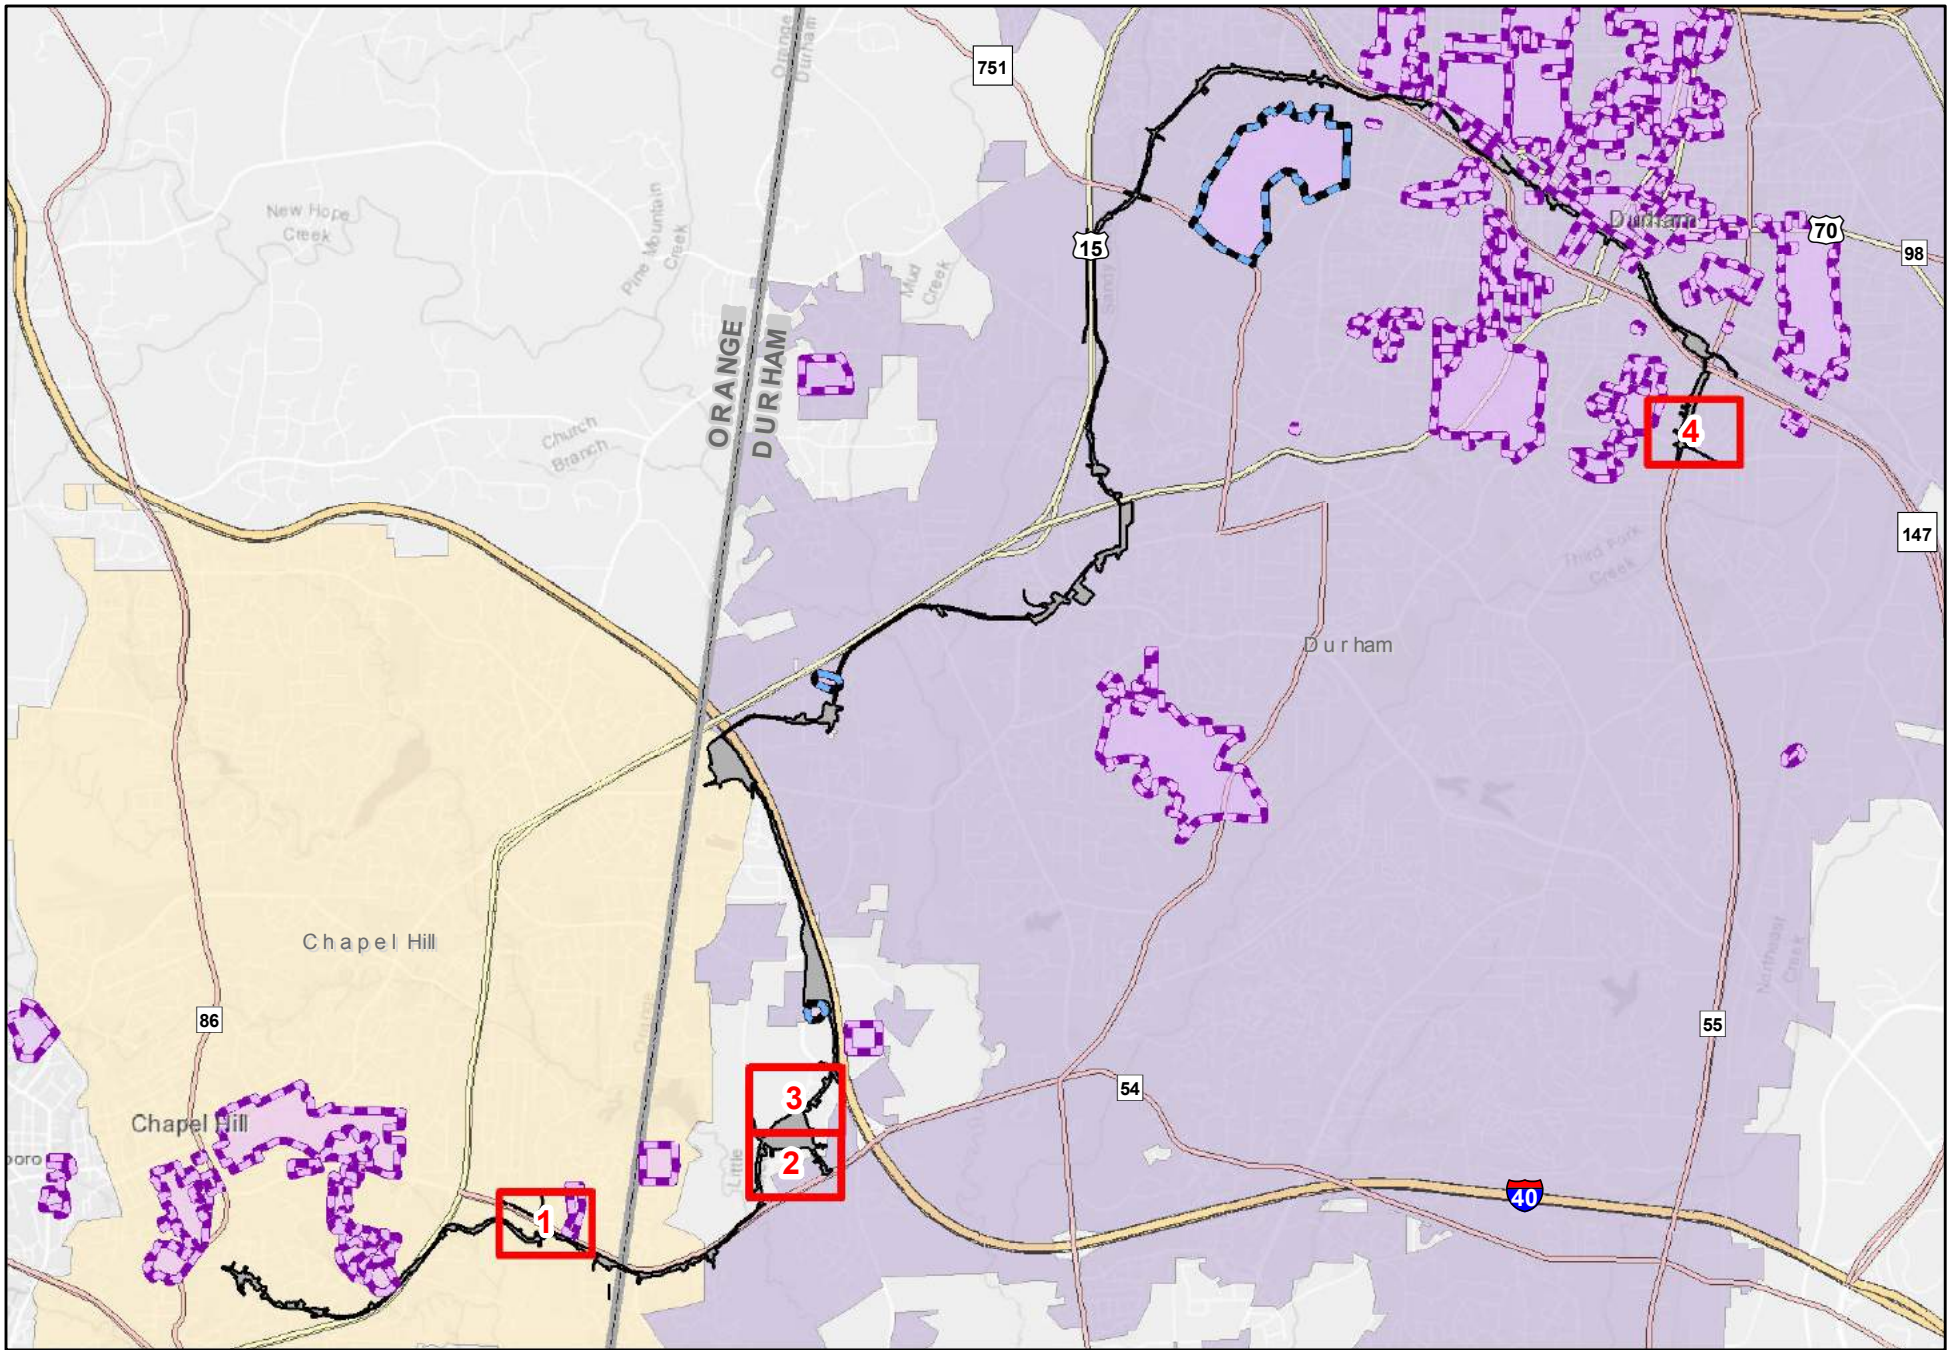 Orange
Durham
751
New Hope
Creek
Pine Mountain
Creek
Mud
Creek
Sandy
15
Durham
70
98
ORANGE
DURHAM
Church
Branch
4
147
Third Fork
Creek
Durham
Chapel Hill
86
Orange
Northeast
Creek
55
3
54
Chapel Hill
boro
Little
2
1
40